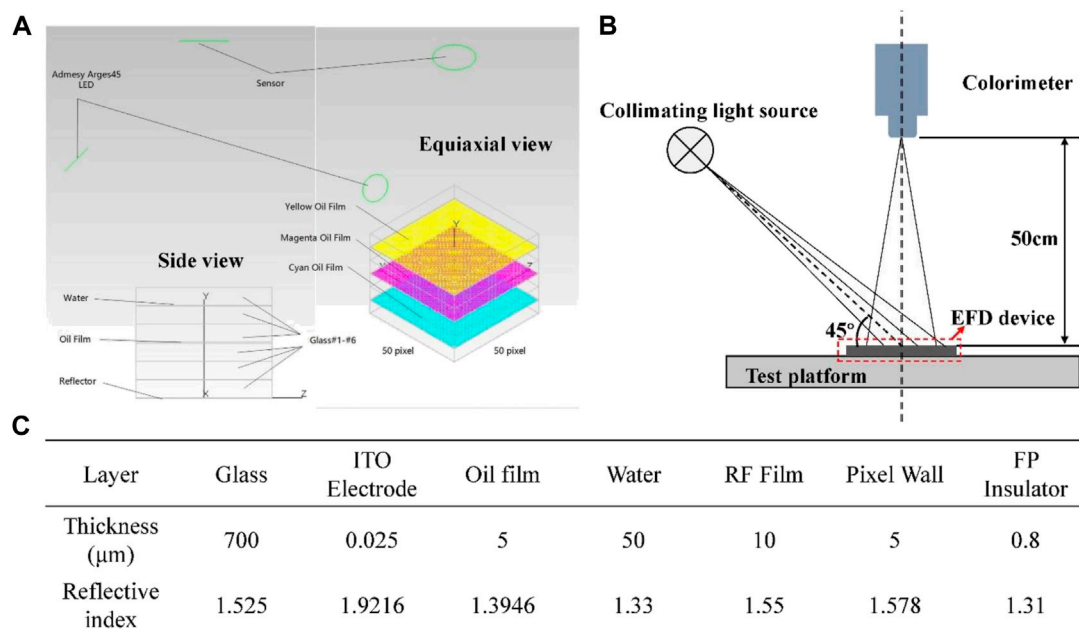 A
Admesy Arges45
LED
Sensor
Equiaxial view
Yellow Oil Film
Magenta Oil Film
Cyan Oil Film
Y
Z
50 pixel
50 pixel
Side view
Water
Oil Film
Reflector
Y
X
Z
Glass#1-#6
B
Collimating light source
Colorimeter
50cm
45°
EFD device
Test platform
C
Layer Glass ITO Electrode Oil film Water RF Film Pixel Wall FP Insulator
Thickness (μm) 700 0.025 5 50 10 5 0.8
Reflective index 1.525 1.9216 1.3946 1.33 1.55 1.578 1.31